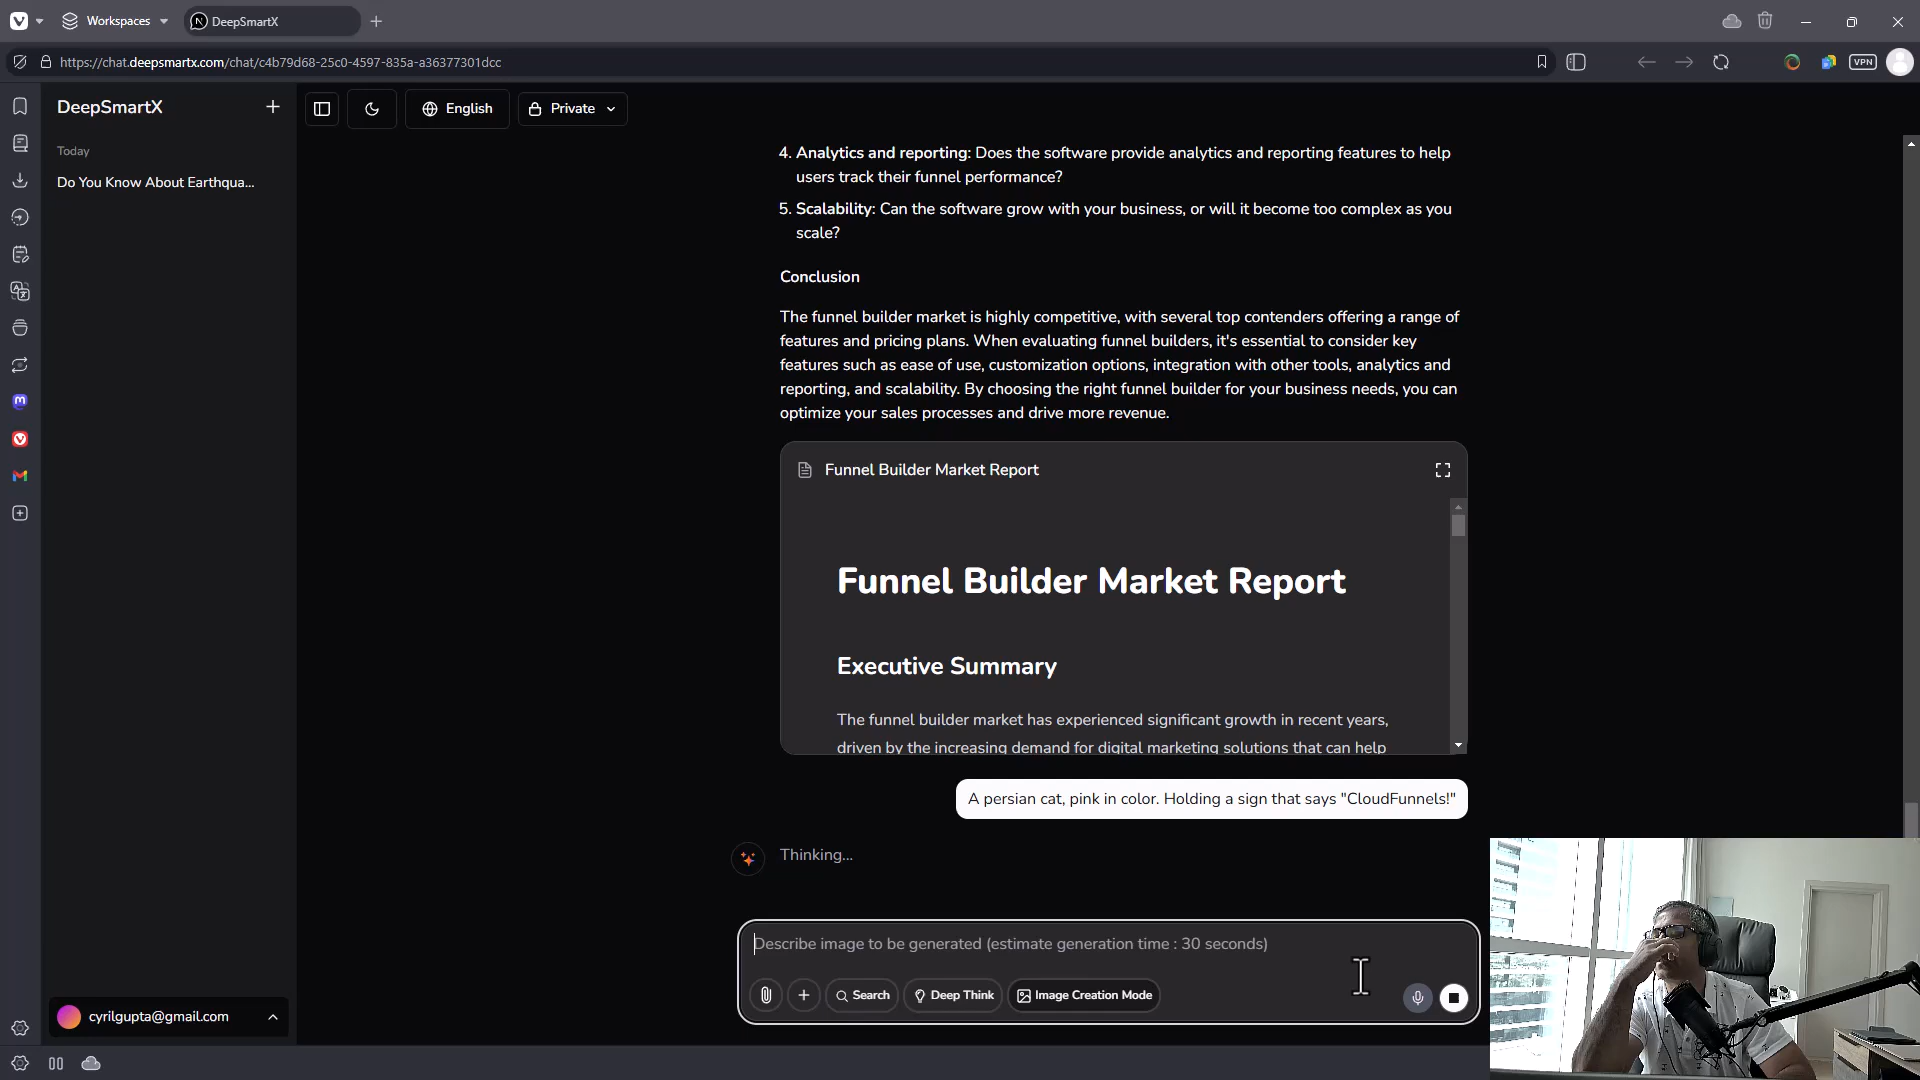 Workspaces
DeepSmartX
https://chat.deepsmartx.com/chat/c4b79d68-25c0-4597-835a-a36377301dcc
VPN
DeepSmartX
English
Private
Today
Do You Know About Earthqua...
4. Analytics and reporting: Does the software provide analytics and reporting features to help
users track their funnel performance?
5. Scalability: Can the software grow with your business, or will it become too complex as you
scale?
Conclusion
The funnel builder market is highly competitive, with several top contenders offering a range of
features and pricing plans. When evaluating funnel builders, it's essential to consider key
features such as ease of use, customization options, integration with other tools, analytics and
reporting, and scalability. By choosing the right funnel builder for your business needs, you can
optimize your sales processes and drive more revenue.
Funnel Builder Market Report
Funnel Builder Market Report
Executive Summary
The funnel builder market has experienced significant growth in recent years,
driven by the increasing demand for digital marketing solutions that can help
A persian cat, pink in color. Holding a sign that says "CloudFunnels!"
Thinking...
Describe image to be generated (estimate generation time : 30 seconds)
Search
Deep Think
Image Creation Mode
cyrilgupta@gmail.com